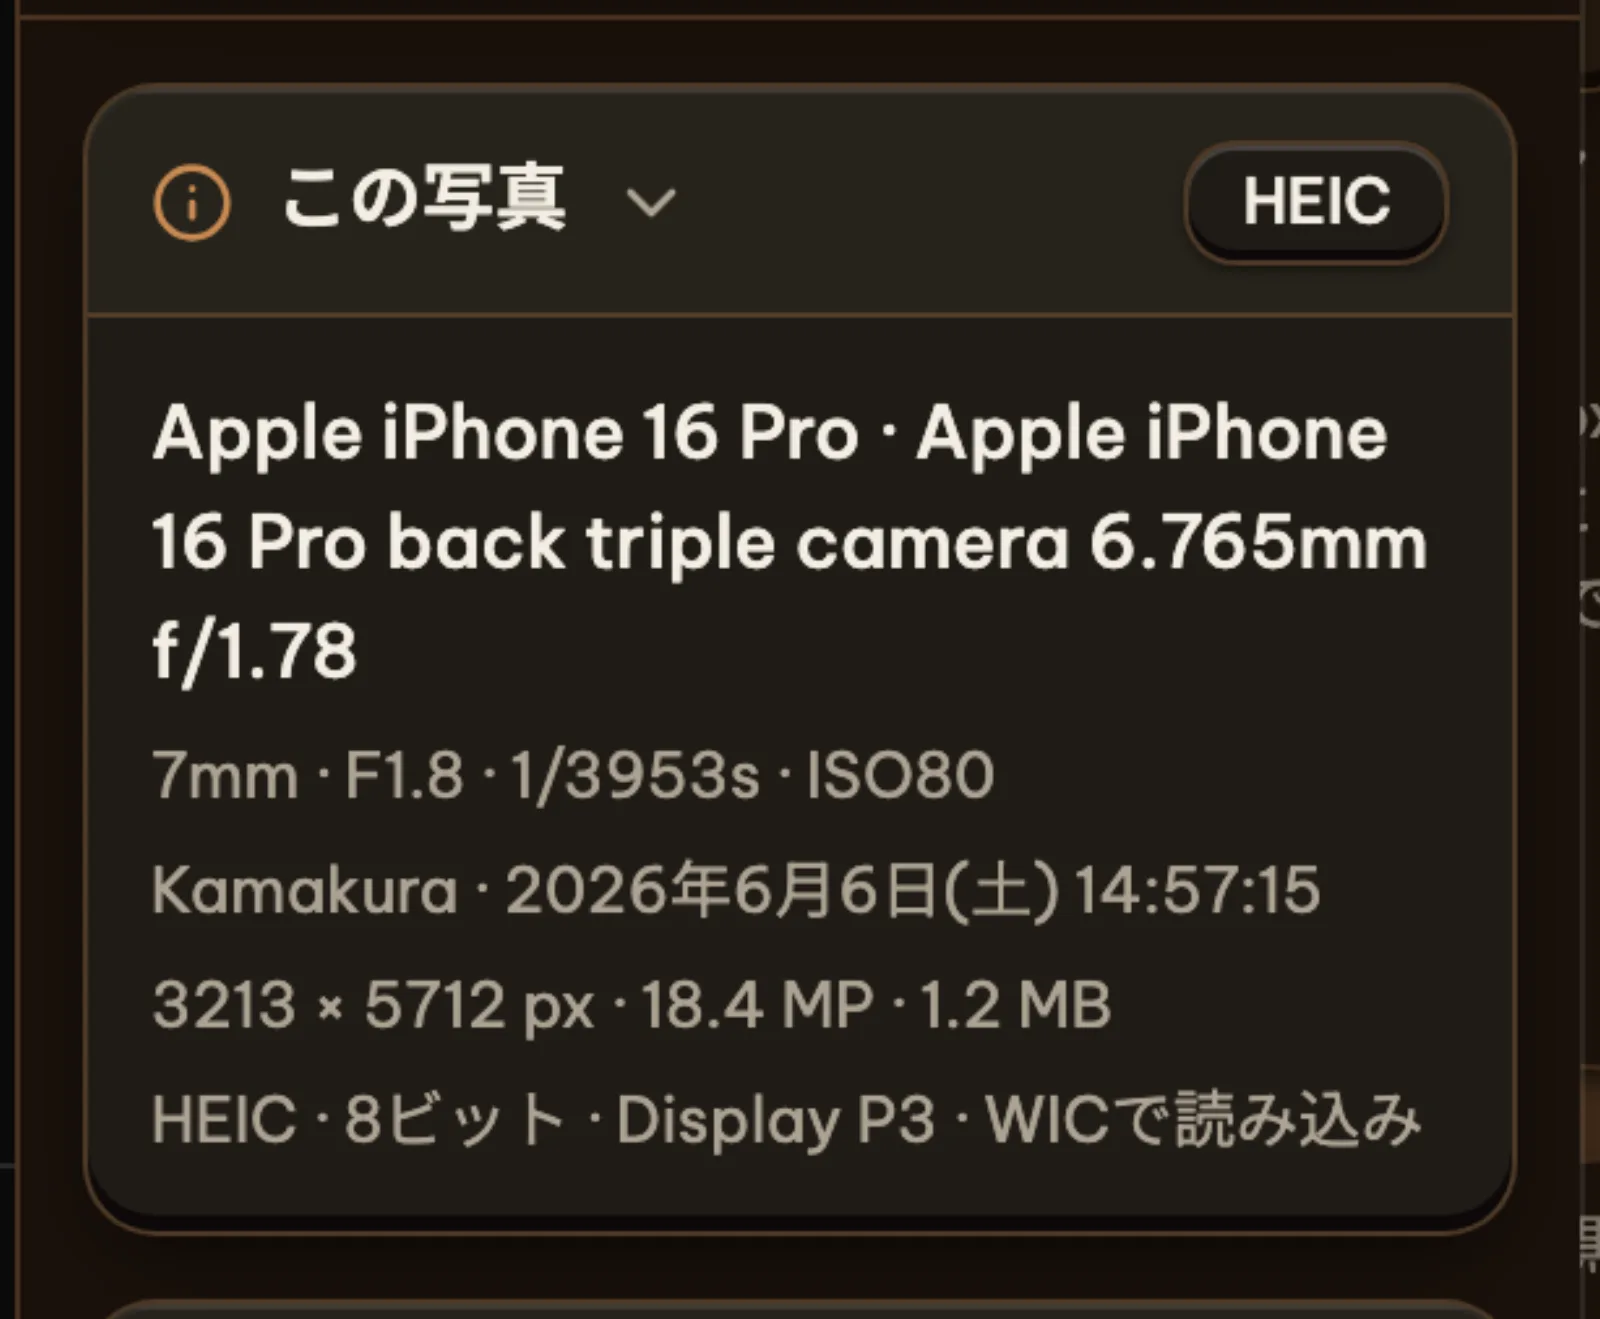 この写真
HEIC
Apple iPhone 16 Pro · Apple iPhone
16 Pro back triple camera 6.765mm
f/1.78
7mm · F1.8 · 1/3953s · ISO80
Kamakura · 2026年6月6日(土) 14:57:15
3213 × 5712 px · 18.4 MP · 1.2 MB
HEIC · 8ビット · Display P3 · WICで読み込み